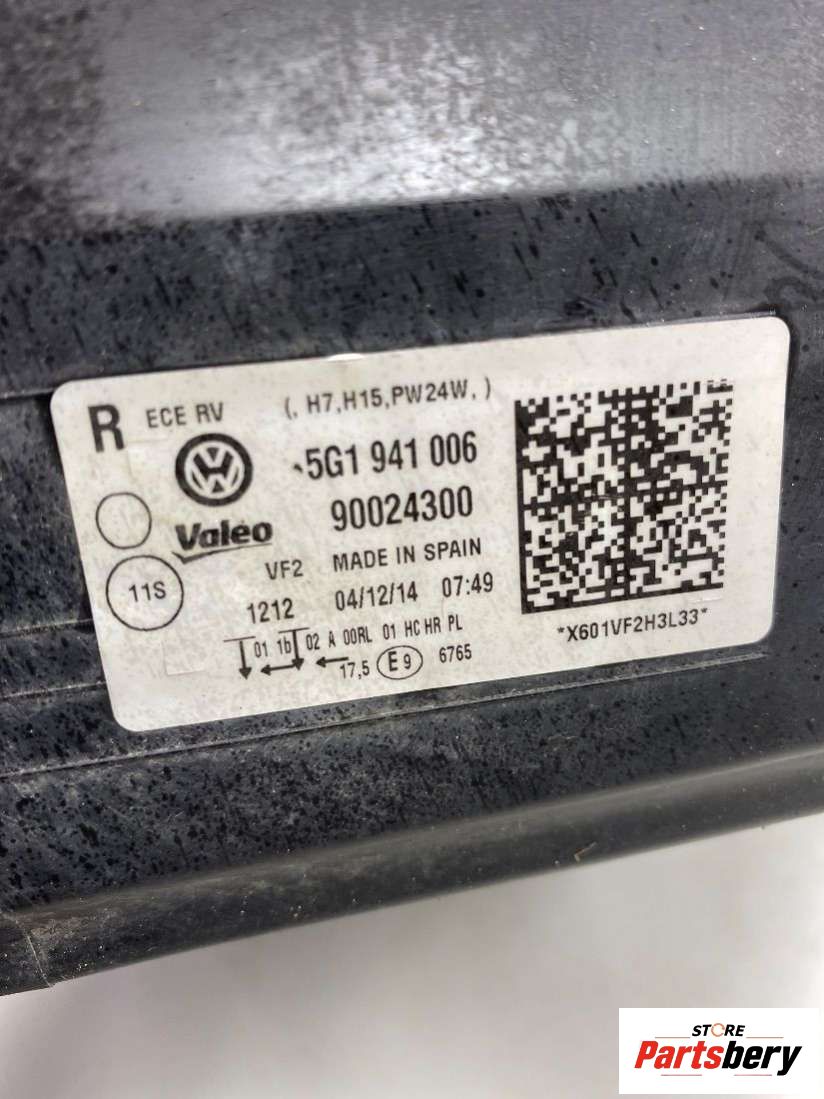 R ECE RV (, H7,H15,PW24W, )
5G1 941 006
Valeo 90024300
VF2 MADE IN SPAIN
11S
1212 04/12/14 07:49
01 1b 02 A 00RL 01 HC HR PL
17,5 E9 6765
*X601VF2H3L33*
STORE
Partsbery